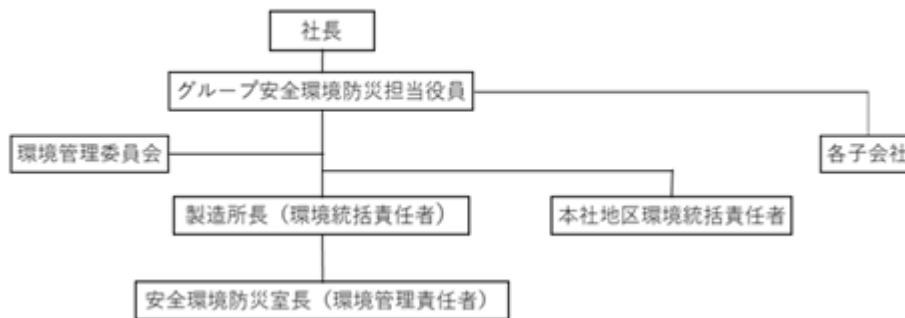 社長
グループ安全環境防災担当役員
環境管理委員会
各子会社
製造所長（環境統括責任者）
本社地区環境統括責任者
安全環境防災室長（環境管理責任者）